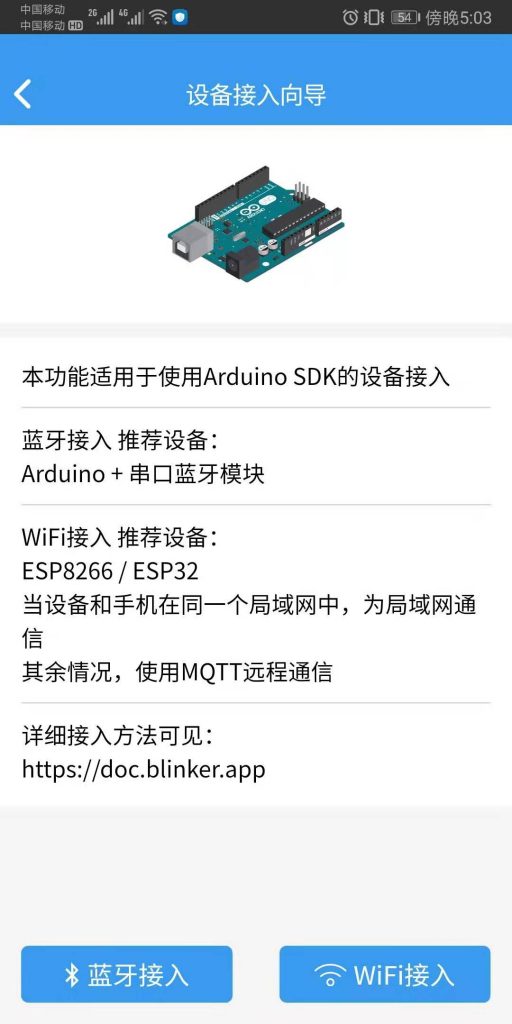 中国移动
中国移动 HD
2G
4G
54
傍晚5:03
设备接入向导
ARDUINO
本功能适用于使用Arduino SDK的设备接入
蓝牙接入 推荐设备：
Arduino + 串口蓝牙模块
WiFi接入 推荐设备：
ESP8266 / ESP32
当设备和手机在同一个局域网中，为局域网通
信
其余情况，使用MQTT远程通信
详细接入方法可见：
https://doc.blinker.app
蓝牙接入
WiFi接入